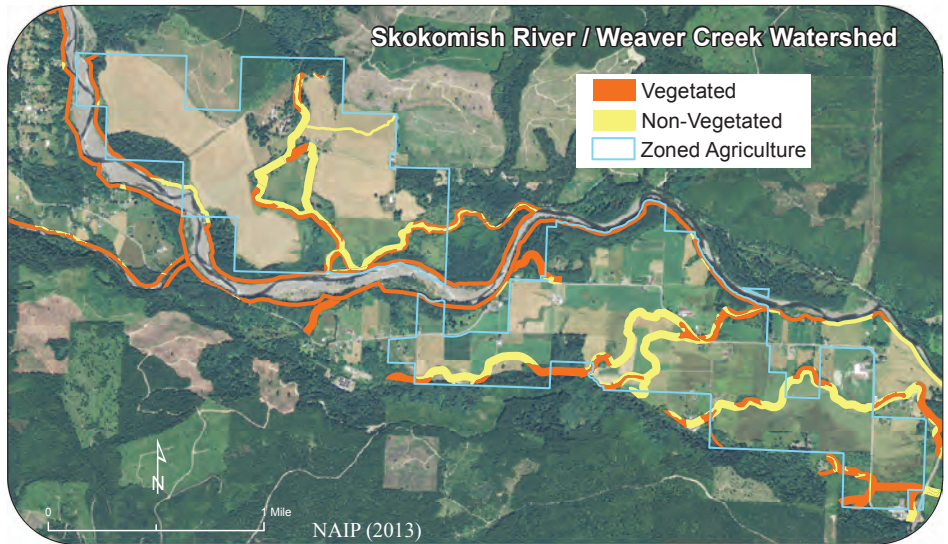 Skokomish River / Weaver Creek Watershed
Vegetated
Non-Vegetated
Zoned Agriculture
N
0
1 Mile
NAIP (2013)